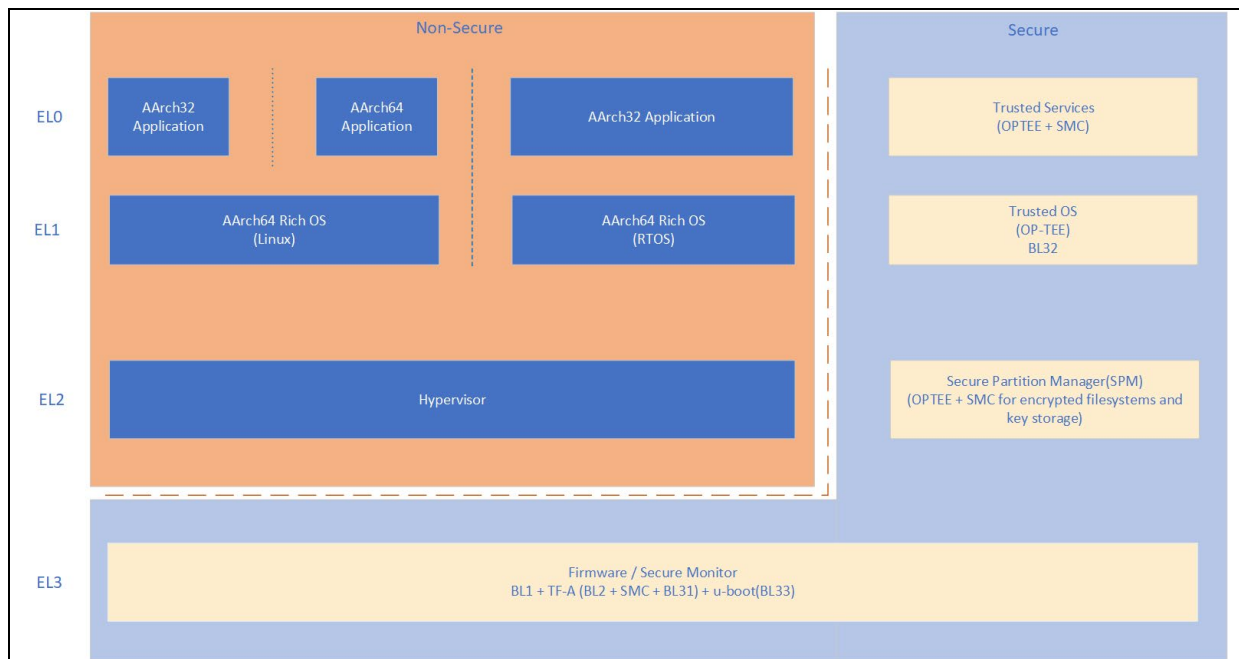 Non-Secure
Secure
EL0
AArch32
Application
AArch64
Application
AArch32 Application
Trusted Services
(OPTEE + SMC)
EL1
AArch64 Rich OS
(Linux)
AArch64 Rich OS
(RTOS)
Trusted OS
(OP-TEE)
BL32
EL2
Hypervisor
Secure Partition Manager(SPM)
(OPTEE + SMC for encrypted filesystems and
key storage)
EL3
Firmware / Secure Monitor
BL1 + TF-A (BL2 + SMC + BL31) + u-boot(BL33)